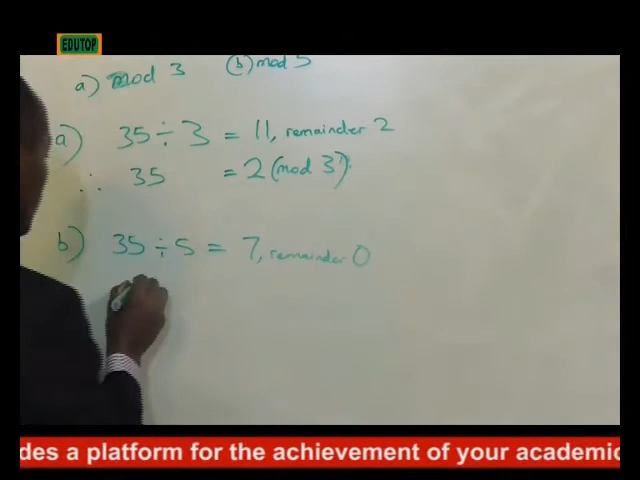 EDUTOP
a) mod 3 (b) mod 5
a) 35 ÷ 3 = 11, remainder 2
∴ 35 = 2 (mod 3)
b) 35 ÷ 5 = 7, remainder 0
des a platform for the achievement of your academic